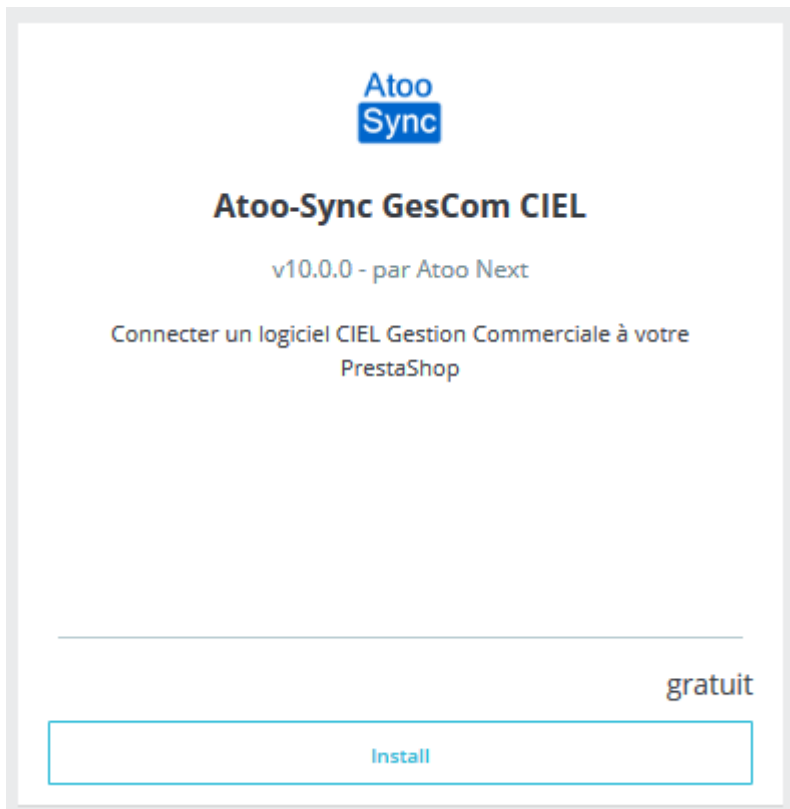 Atoo
Sync
Atoo-Sync GesCom CIEL
v10.0.0 - par Atoo Next
Connecter un logiciel CIEL Gestion Commerciale à votre
PrestaShop
gratuit
Install